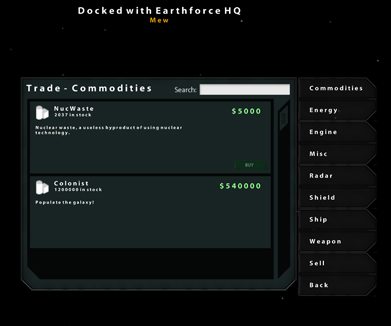 Docked with Earthforce HQ
Mew
Trade - Commodities
Search:
NucWaste
2037 in stock
$5000
Nuclear waste, a useless byproduct of using nuclear
technology.
BUY
Colonist
1200000 in stock
$540000
Populate the galaxy!
Commodities
Energy
Engine
Misc
Radar
Shield
Ship
Weapon
Sell
Back